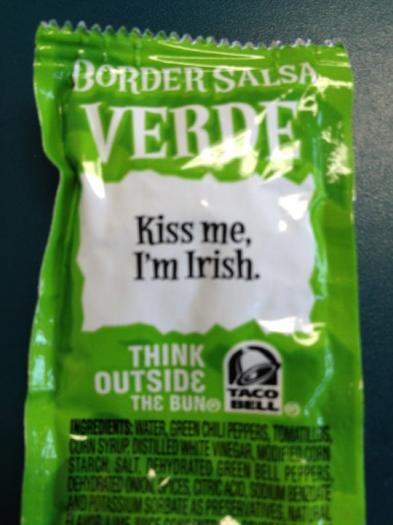 BORDER SALSA
VERDE
Kiss me,
I'm Irish.
THINK
OUTSIDE
THE BUN®
TACO
BELL®
INGREDIENTS: WATER, GREEN CHILI PEPPERS, TOMATILLOS,
CORN SYRUP, DISTILLED WHITE VINEGAR, MODIFIED CORN
STARCH, SALT, DEHYDRATED GREEN BELL PEPPERS,
DEHYDRATED ONION, SPICES, CITRIC ACID, SODIUM BENZOATE
AND POTASSIUM SORBATE AS PRESERVATIVES, NATURAL